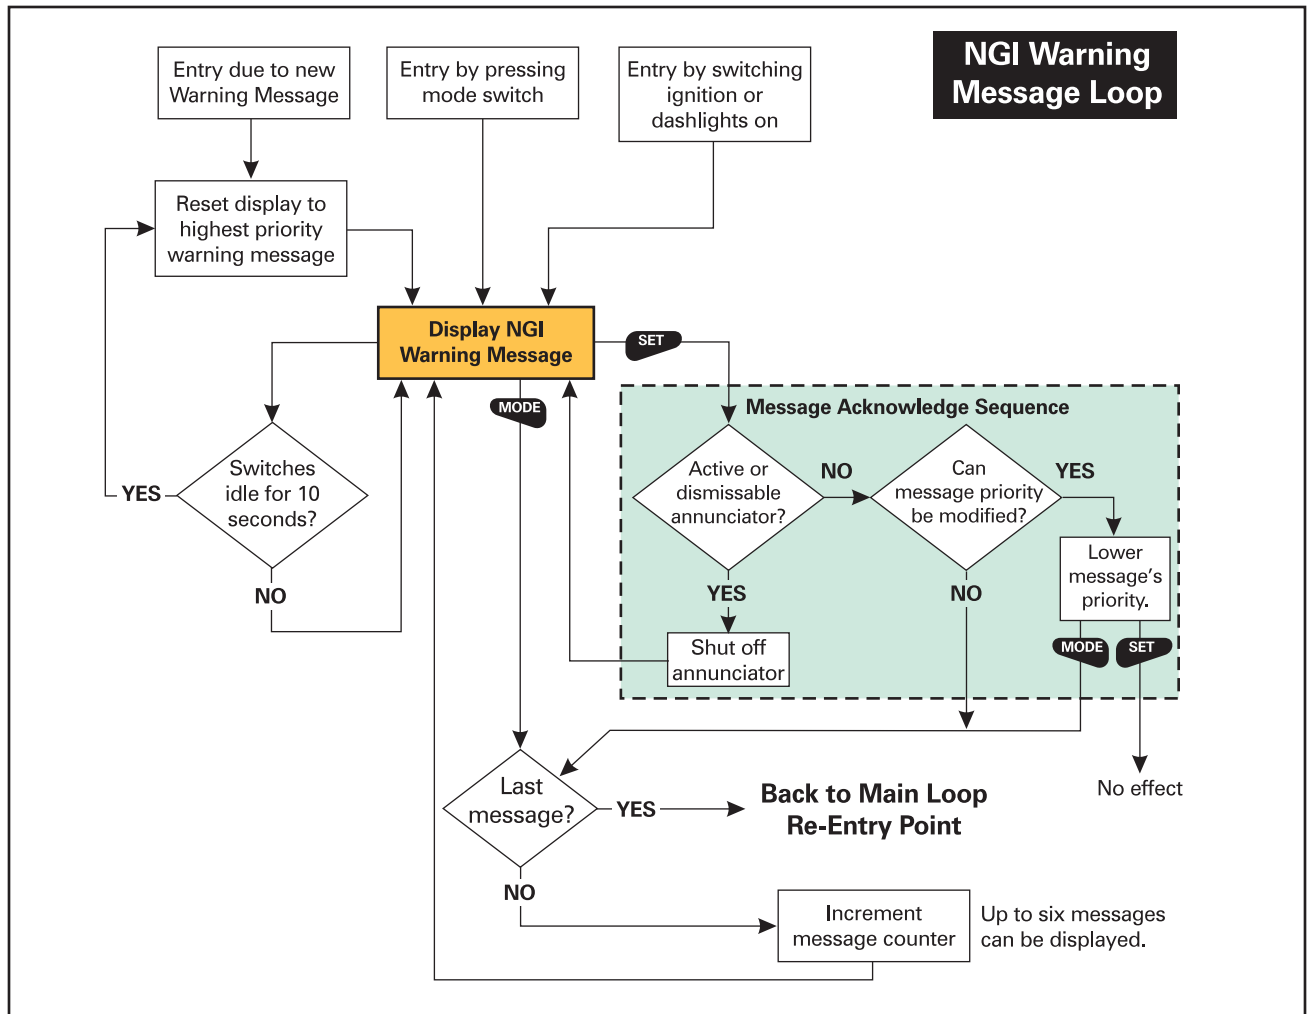 NGI Warning
Message Loop
Entry due to new
Warning Message
Entry by pressing
mode switch
Entry by switching
ignition or
dashlights on
Reset display to
highest priority
warning message
Display NGI
Warning Message
SET
MODE
Message Acknowledge Sequence
Switches
idle for 10
seconds?
YES
NO
Active or
dismissable
annunciator?
NO
YES
Can
message priority
be modified?
YES
NO
Lower
message's
priority.
Shut off
annunciator
MODE
SET
No effect
Last
message?
YES
Back to Main Loop
Re-Entry Point
NO
Increment
message counter
Up to six messages
can be displayed.